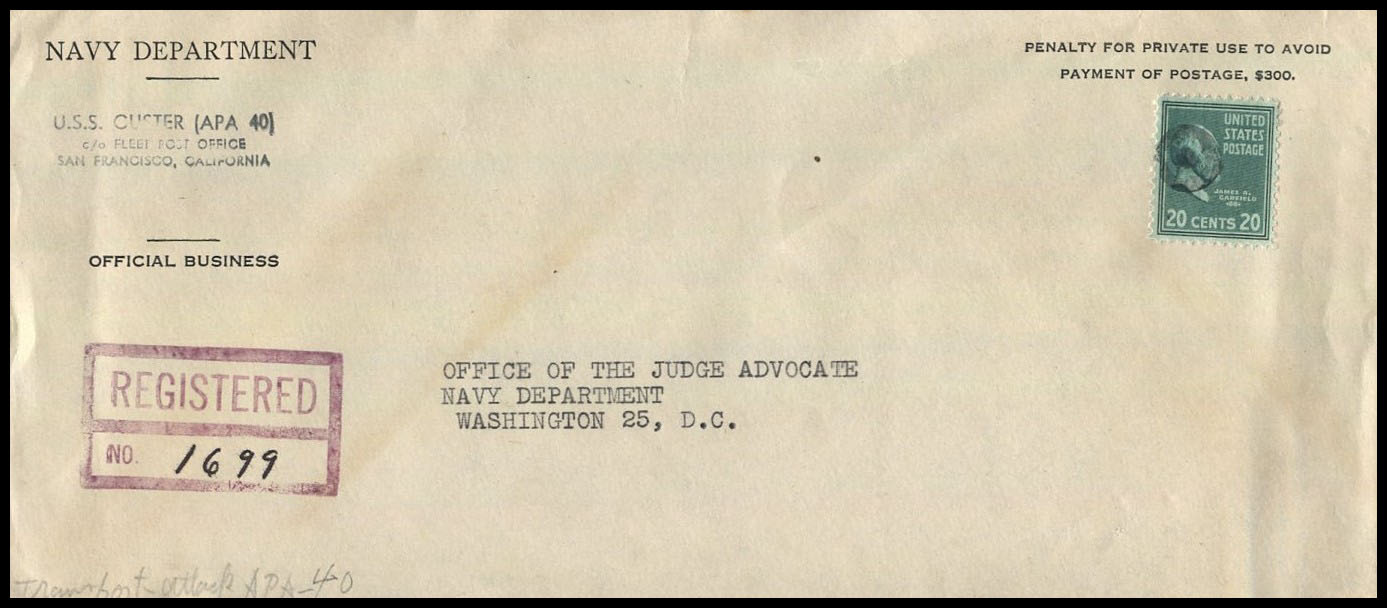 NAVY DEPARTMENT
U.S.S. CUSTER (APA 40)
c/o FLEET POST OFFICE
SAN FRANCISCO, CALIFORNIA
OFFICIAL BUSINESS
PENALTY FOR PRIVATE USE TO AVOID
PAYMENT OF POSTAGE, $300.
UNITED
STATES
POSTAGE
JAMES A.
GARFIELD
20 CENTS 20
REGISTERED
NO. 1699
OFFICE OF THE JUDGE ADVOCATE
NAVY DEPARTMENT
WASHINGTON 25, D.C.
Transport-attack APA-40